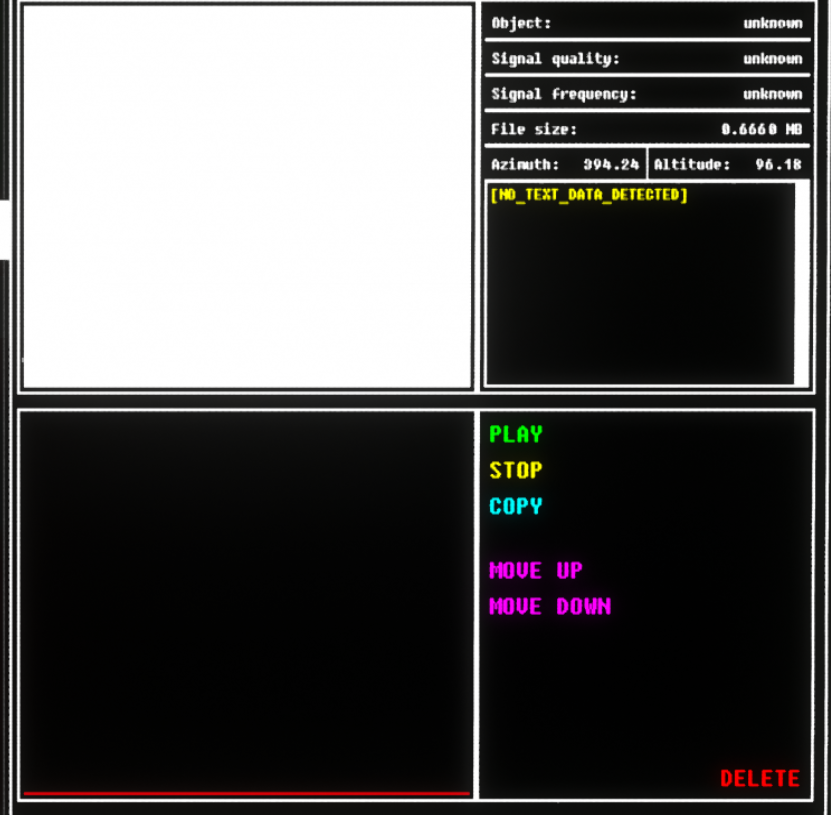 Object: unknown
Signal quality: unknown
Signal frequency: unknown
File size: 0.6660 MB
Azimuth: 394.24 Altitude: 96.18
[NO_TEXT_DATA_DETECTED]
PLAY
STOP
COPY
MOVE UP
MOVE DOWN
DELETE